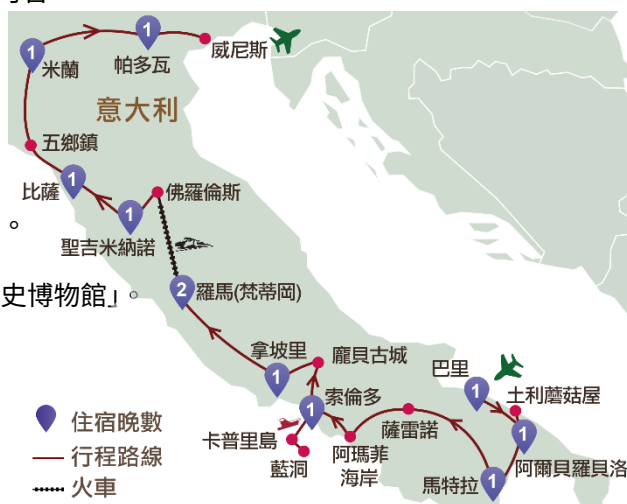 1
米蘭
1
帕多瓦
威尼斯
意大利
五鄉鎮
比薩
1
1
聖吉米納諾
佛羅倫斯
。
2
羅馬(梵蒂岡)
史博物館」。
拿坡里
1
龐貝古城
巴里
1
土利蘑菇屋
1
索倫多
卡普里島
藍洞
阿瑪菲
海岸
薩雷諾
1
阿爾貝羅貝洛
馬特拉
1
住宿晚數
行程路線
火車